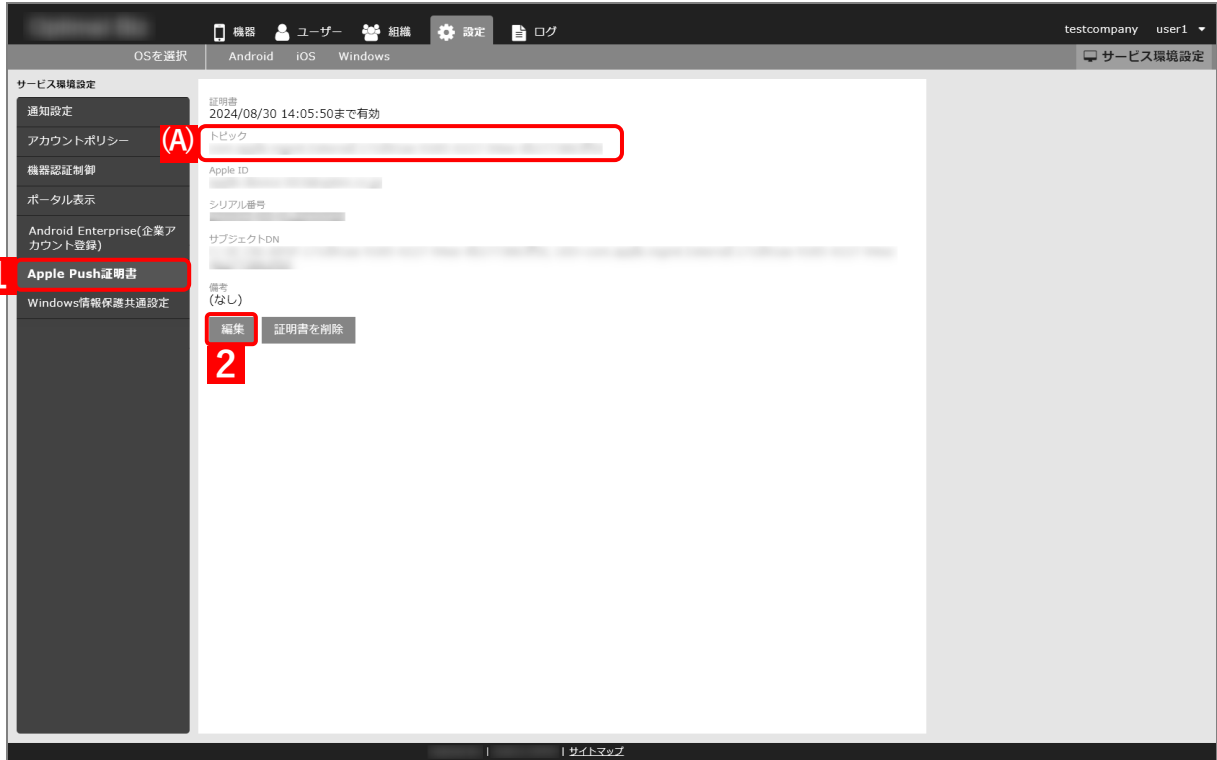 機器 ユーザー 組織 設定 ログ testcompany user1
OSを選択 Android iOS Windows サービス環境設定
サービス環境設定
通知設定
アカウントポリシー
機器認証制御
ポータル表示
Android Enterprise(企業ア
カウント登録)
1
Apple Push証明書
Windows情報保護共通設定
証明書
2024/08/30 14:05:50まで有効
(A)
トピック
Apple ID
シリアル番号
サブジェクトDN
備考
(なし)
編集 証明書を削除
2
| | サイトマップ